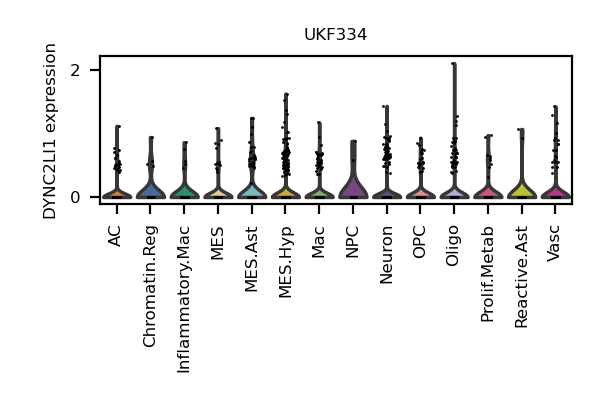 UKF334
DYNC2LI1 expression
2
0
AC
Chromatin.Reg
Inflammatory.Mac
MES
MES.Ast
MES.Hyp
Mac
NPC
Neuron
OPC
Oligo
Prolif.Metab
Reactive.Ast
Vasc